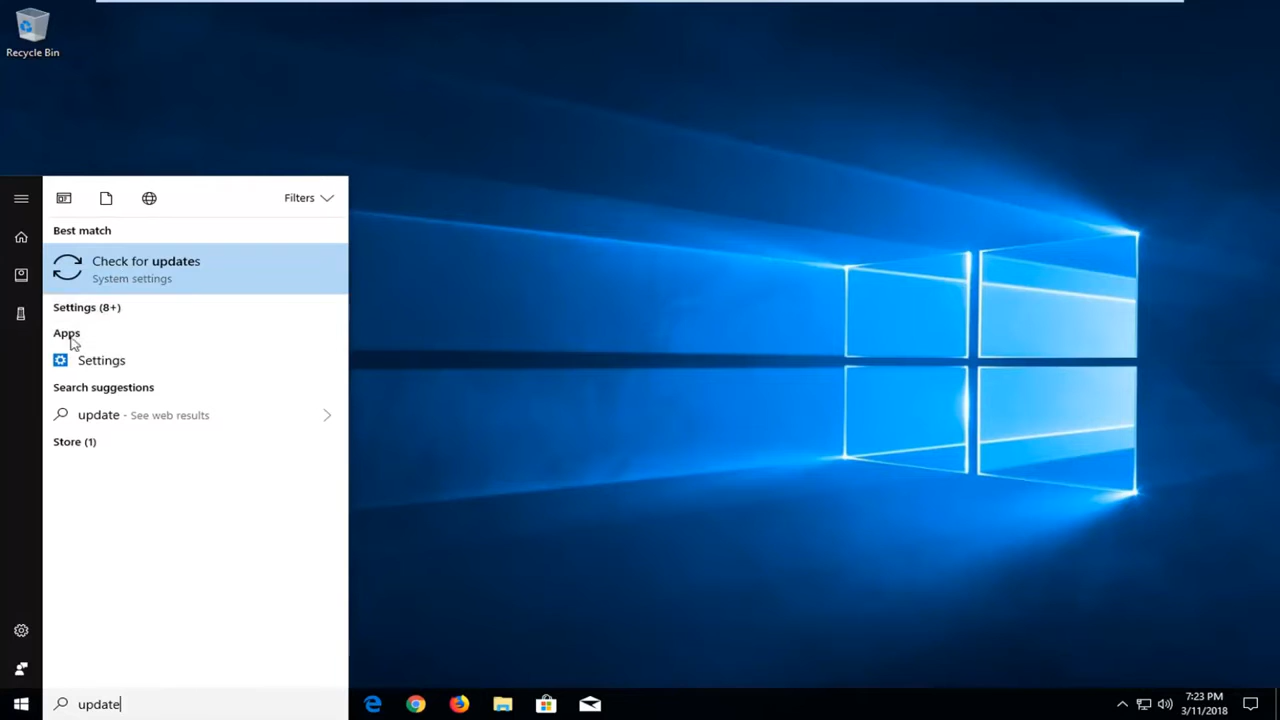 Recycle Bin
Filters
Best match
Check for updates
System settings
Settings (8+)
Apps
Settings
Search suggestions
update - See web results
Store (1)
update
7:23 PM
3/11/2018